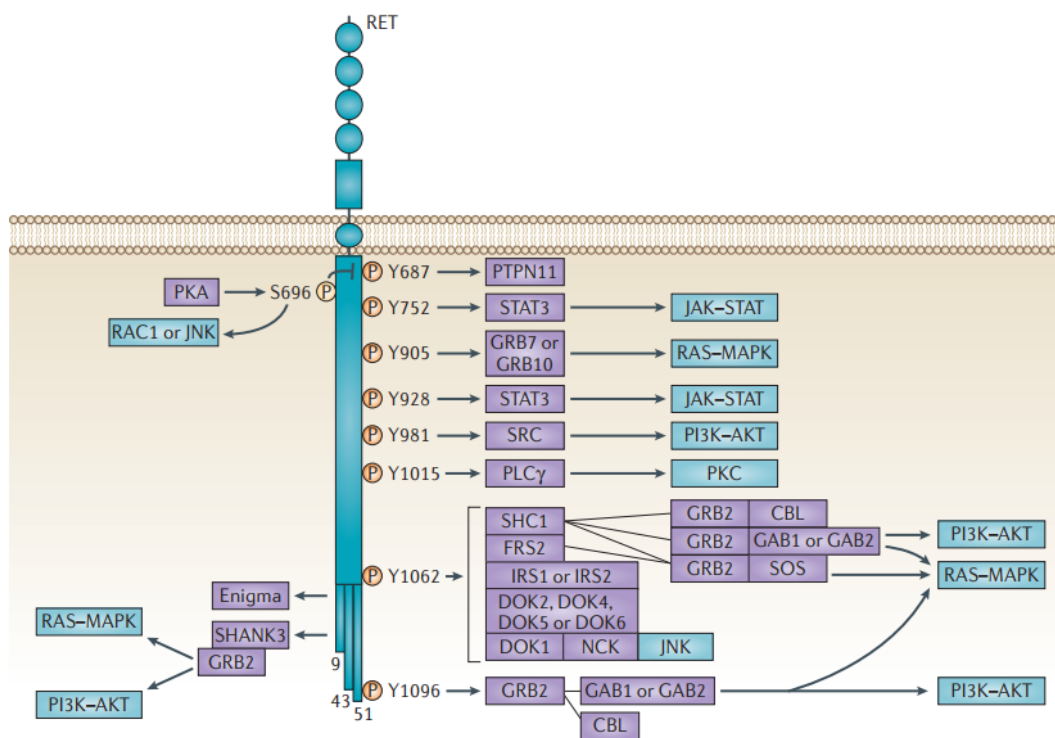 RET
P Y687
PTPN11
PKA
S696 P
RAC1 or JNK
P Y752
STAT3
JAK–STAT
P Y905
GRB7 or
GRB10
RAS–MAPK
P Y928
STAT3
JAK–STAT
P Y981
SRC
PI3K–AKT
P Y1015
PLCγ
PKC
P Y1062
SHC1
FRS2
IRS1 or IRS2
DOK2, DOK4,
DOK5 or DOK6
DOK1 NCK JNK
GRB2 CBL
GRB2 GAB1 or GAB2
GRB2 SOS
PI3K–AKT
RAS–MAPK
Enigma
SHANK3
GRB2
RAS–MAPK
PI3K–AKT
9
43
51
P Y1096
GRB2
GAB1 or GAB2
CBL
PI3K–AKT